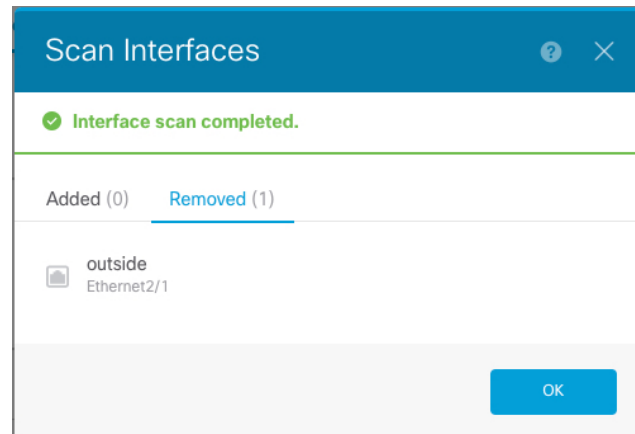 Scan Interfaces
?
Interface scan completed.
Added (0) Removed (1)
outside
Ethernet2/1
OK